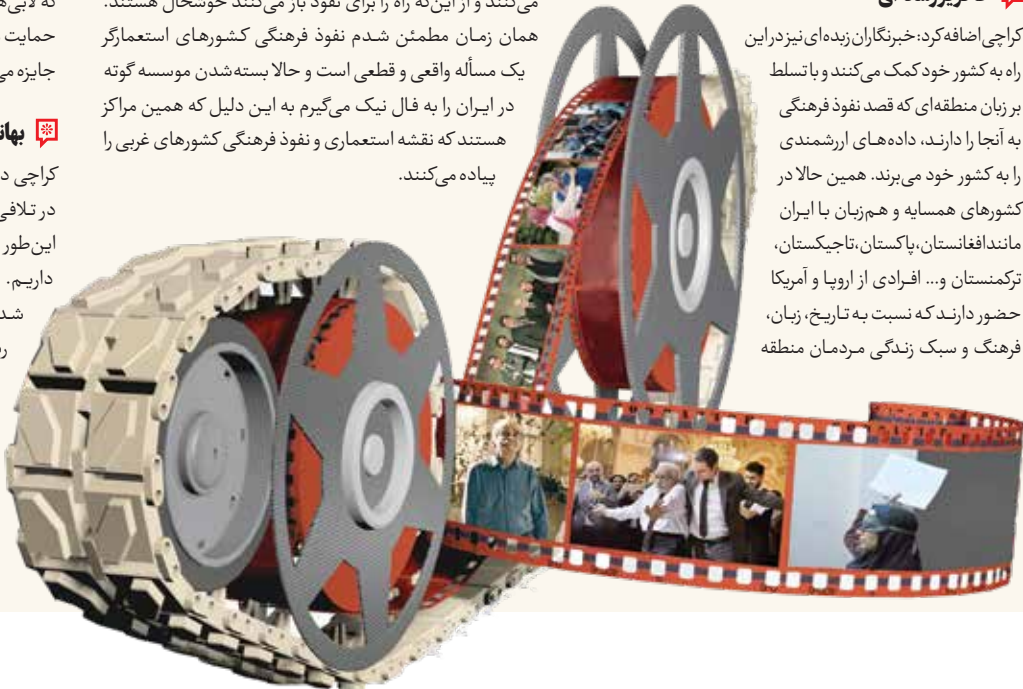 کراچی اضافه کرد: خبرنگاران زبده‌ای نیز در این
راه به کشور خود کمک می‌کنند و با تسلط
بر زبان منطقه‌ای که قصد نفوذ فرهنگی
به آنجا را دارند، داده‌های ارزشمندی
را به کشور خود می‌برند. همین حالا در
کشورهای همسایه و هم‌زبان با ایران
مانند افغانستان، پاکستان، تاجیکستان،
ترکمنستان و... افرادی از اروپا و آمریکا
حضور دارند که نسبت به تاریخ، زبان،
فرهنگ و سبک زندگی مردمان منطقه
می‌کنند و از این‌که راه را برای نفوذ باز می‌کنند خوشحال هستند.
همان زمان مطمئن شدم نفوذ فرهنگی کشورهای استعمارگر
یک مسأله واقعی و قطعی است و حالا بسته‌شدن موسسه گوته
در ایران را به فال نیک می‌گیرم به این دلیل که همین مراکز
هستند که نقشه استعماری و نفوذ فرهنگی کشورهای غربی را
پیاده می‌کنند.
حمایت
جایزه
کراچی
در تلافی
این‌طور
داریم.